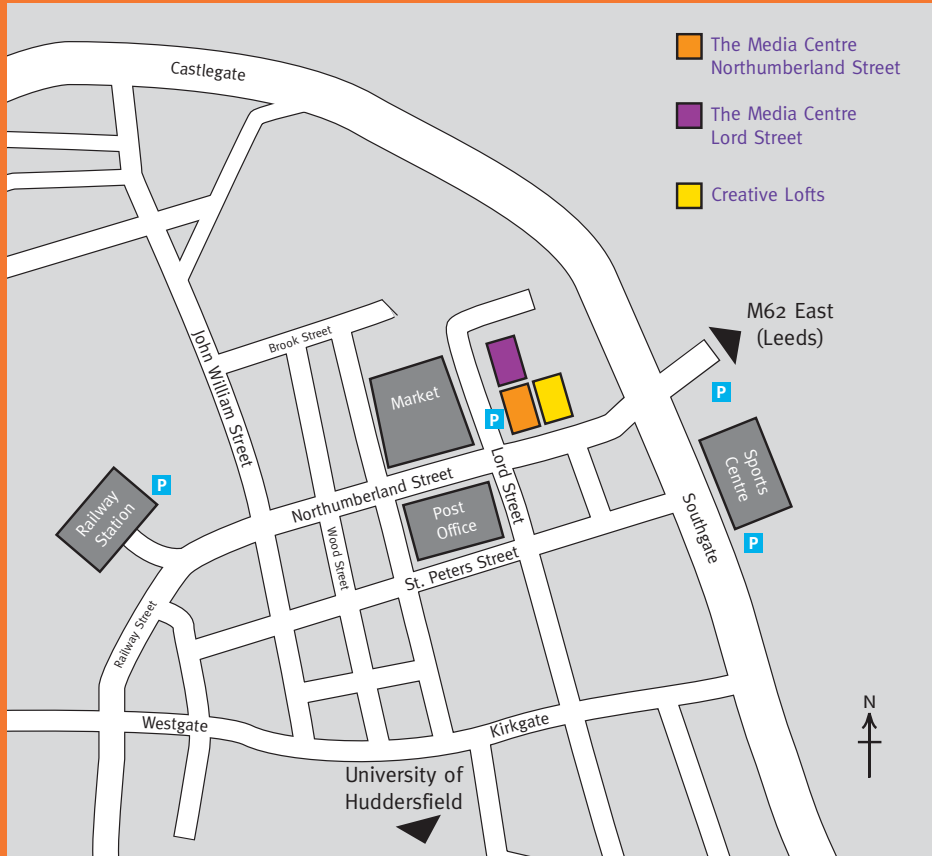 Castlegate
The Media Centre
Northumberland Street
The Media Centre
Lord Street
Creative Lofts
M62 East
(Leeds)
Brook Street
John William Street
Market
P
P
P
Railway
Station
Northumberland Street
Lord Street
Post
Office
Sports
Centre
Southgate
P
Wood Street
St. Peters Street
Railway Street
Westgate
Kirkgate
N
University of
Huddersfield